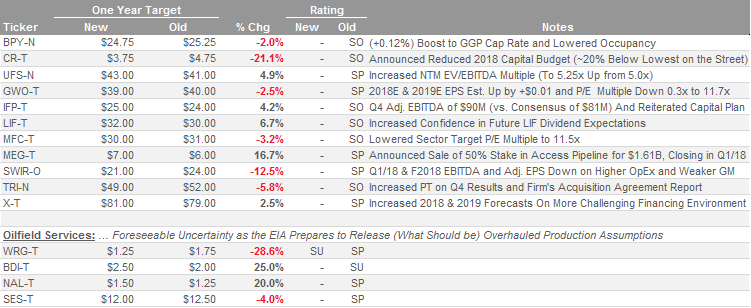 One Year Target Rating
Ticker New Old % Chg New Old Notes
BPY-N $24.75 $25.25 -2.0% - SO (+0.12%) Boost to GGP Cap Rate and Lowered Occupancy
CR-T $3.75 $4.75 -21.1% - SO Announced Reduced 2018 Capital Budget (~20% Below Lowest on the Street)
UFS-N $43.00 $41.00 4.9% - SP Increased NTM EV/EBITDA Multiple (To 5.25x Up from 5.0x)
GWO-T $39.00 $40.00 -2.5% - SP 2018E & 2019E EPS Est. Up by +$0.01 and P/E Multiple Down 0.3x to 11.7x
IFP-T $25.00 $24.00 4.2% - SO Q4 Adj. EBITDA of $90M (vs. Consensus of $81M) And Reiterated Capital Plan
LIF-T $32.00 $30.00 6.7% - SO Increased Confidence in Future LIF Dividend Expectations
MFC-T $30.00 $31.00 -3.2% - SO Lowered Sector Target P/E Multiple to 11.5x
MEG-T $7.00 $6.00 16.7% - SP Announced Sale of 50% Stake in Access Pipeline for $1.61B, Closing in Q1/18
SWIR-O $21.00 $24.00 -12.5% - SP Q1/18 & F2018 EBITDA and Adj. EPS Down on Higher OpEx and Weaker GM
TRI-N $49.00 $52.00 -5.8% - SP Increased PT on Q4 Results and Firm's Acquisition Agreement Report
X-T $81.00 $79.00 2.5% - SP Increased 2018 & 2019 Forecasts On More Challenging Financing Environment
Oilfield Services: ... Foreseeable Uncertainty as the EIA Prepares to Release (What Should be) Overhauled Production Assumptions
WRG-T $1.25 $1.75 -28.6% SU SP
BDI-T $2.50 $2.00 25.0% - SU
NAL-T $1.50 $1.25 20.0% - SP
SES-T $12.00 $12.50 -4.0% - SP